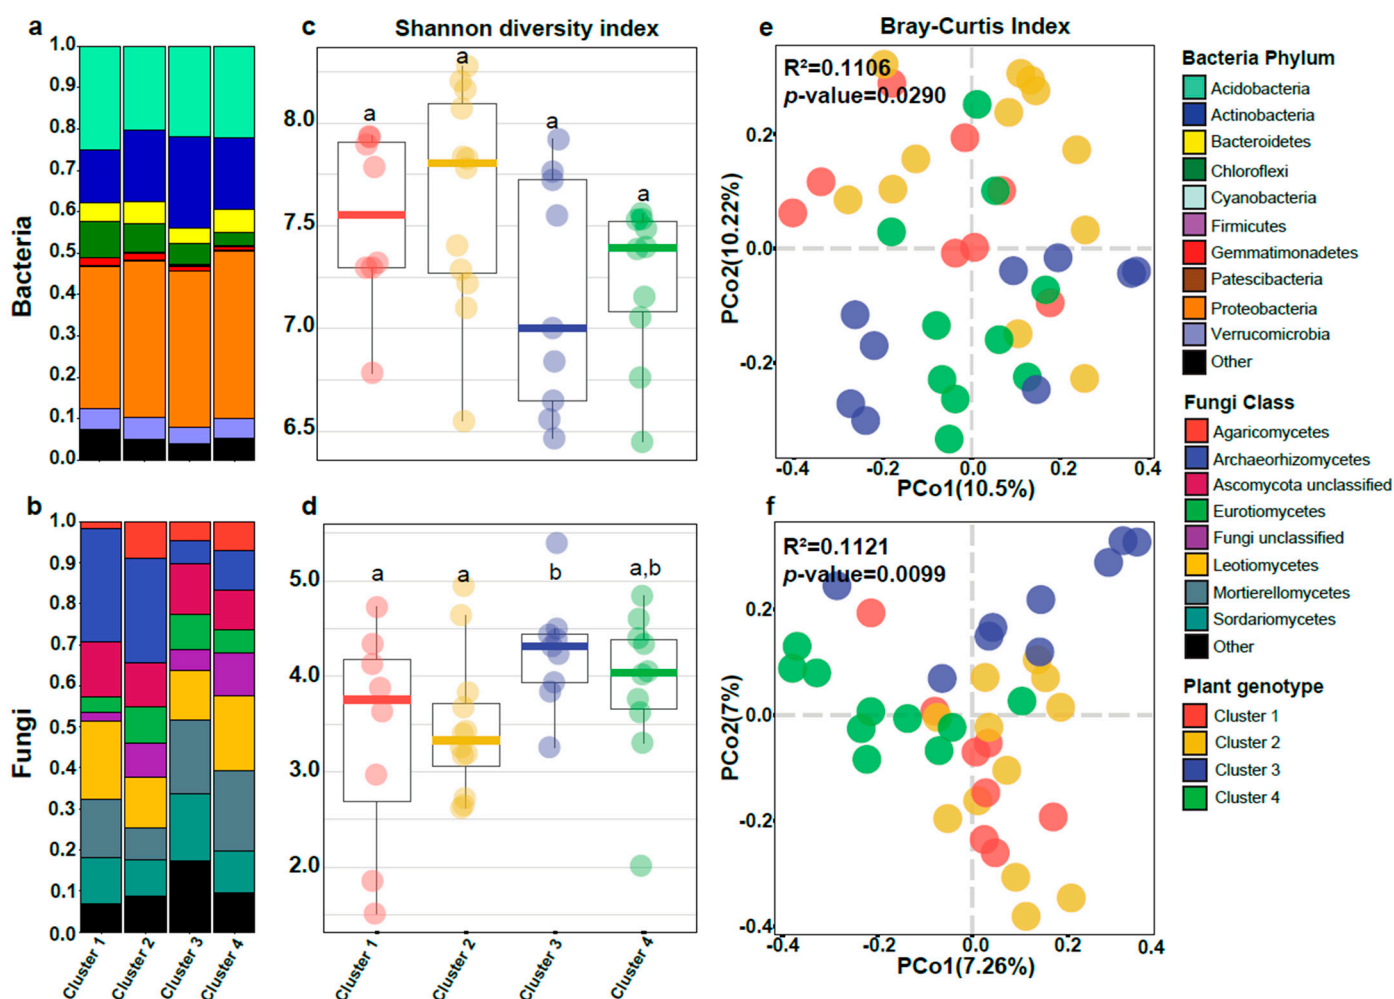 a
Bacteria
1.0
0.9
0.8
0.7
0.6
0.5
0.4
0.3
0.2
0.1
0.0
b
Fungi
1.0
0.9
0.8
0.7
0.6
0.5
0.4
0.3
0.2
0.1
0.0
Cluster 1
Cluster 2
Cluster 3
Cluster 4
Shannon diversity index
c
8.0
7.5
7.0
6.5
a
a
a
a
d
5.0
4.0
3.0
2.0
a
a
b
a,b
Cluster 1
Cluster 2
Cluster 3
Cluster 4
Bray-Curtis Index
e
R²=0.1106
p-value=0.0290
PCo2(10.22%)
0.2
0.0
-0.2
-0.4
-0.2
0.0
0.2
0.4
PCo1(10.5%)
f
R²=0.1121
p-value=0.0099
PCo2(7%)
0.2
0.0
-0.2
-0.4
-0.4
-0.2
0.0
0.2
0.4
PCo1(7.26%)
Bacteria Phylum
Acidobacteria
Actinobacteria
Bacteroidetes
Chloroflexi
Cyanobacteria
Firmicutes
Gemmatimonadetes
Patescibacteria
Proteobacteria
Verrucomicrobia
Other
Fungi Class
Agaricomycetes
Archaeorhizomycetes
Ascomycota unclassified
Eurotiomycetes
Fungi unclassified
Leotiomycetes
Mortierellomycetes
Sordariomycetes
Other
Plant genotype
Cluster 1
Cluster 2
Cluster 3
Cluster 4